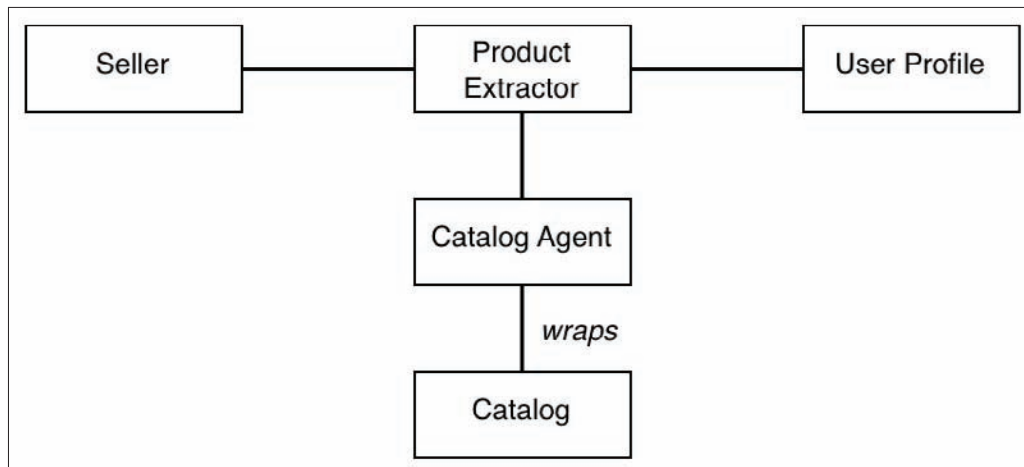 Seller
Product
Extractor
User Profile
Catalog Agent
wraps
Catalog